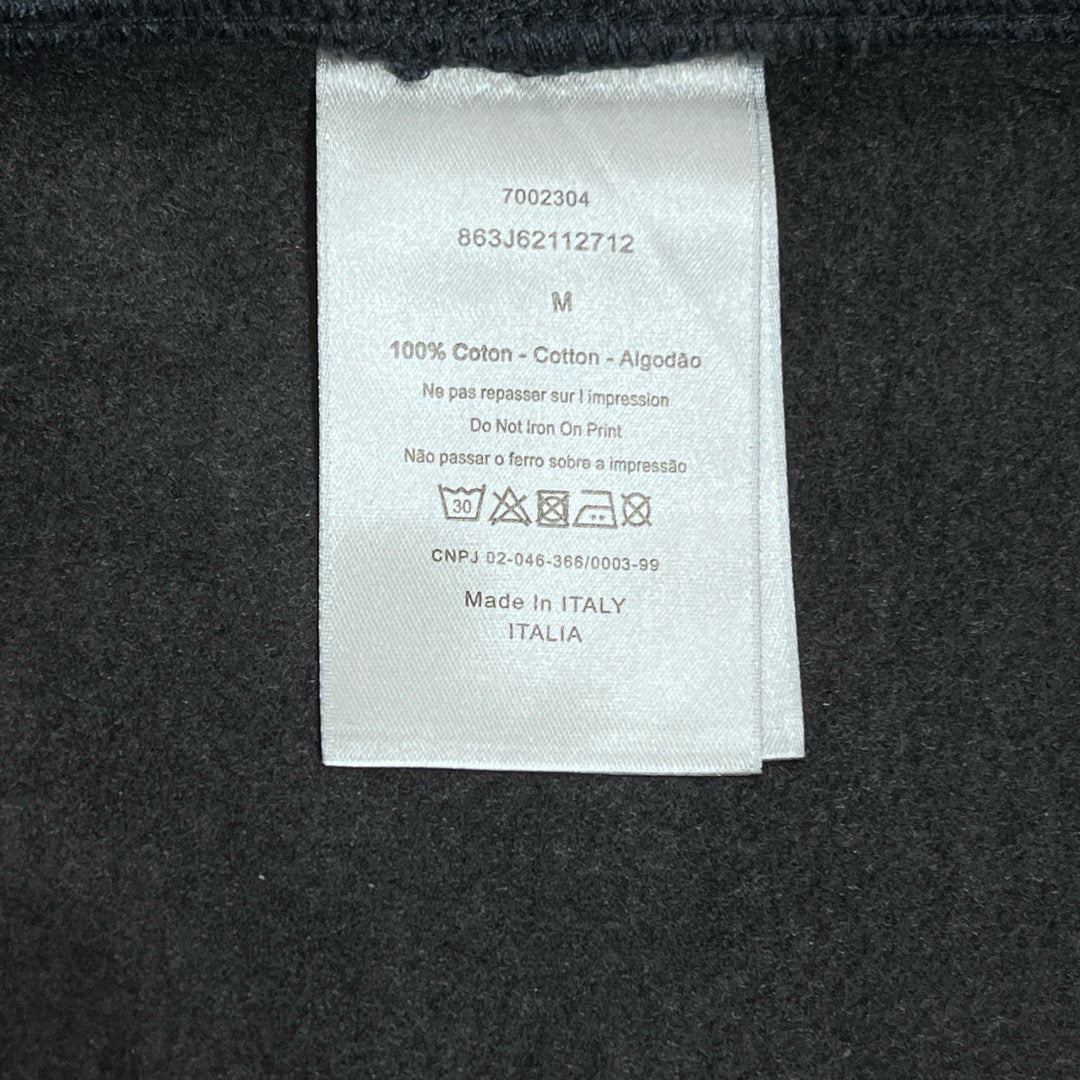 7002304
863J62112712
M
100% Coton - Cotton - Algodão
Ne pas repasser sur l impression
Do Not Iron On Print
Não passar o ferro sobre a impressão
30
CNPJ 02-046-366/0003-99
Made In ITALY
ITALIA